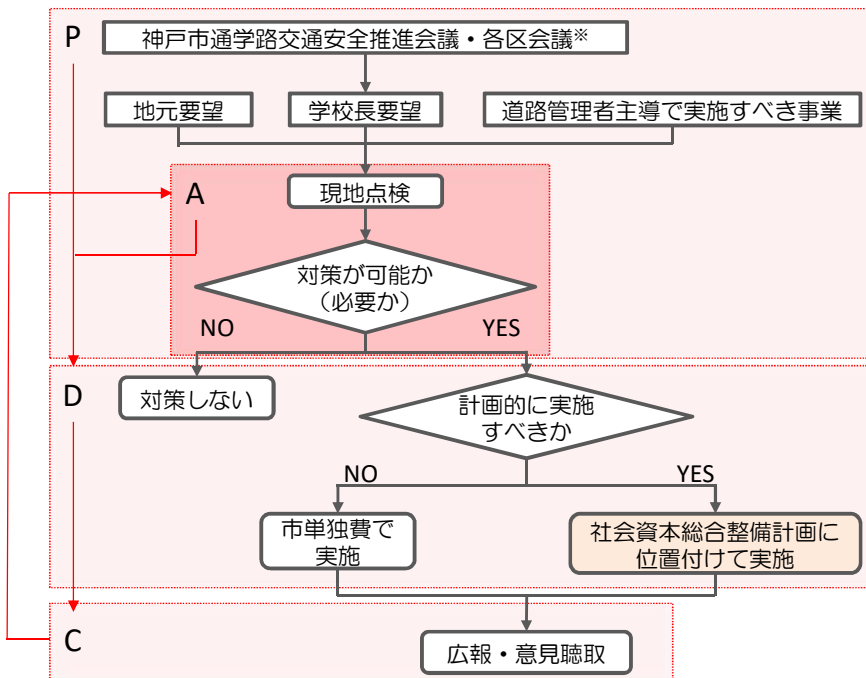 P
神戸市通学路交通安全推進会議・各区会議※
地元要望
学校長要望
道路管理者主導で実施すべき事業
A
現地点検
対策が可能か
（必要か）
NO
YES
D
対策しない
計画的に実施
すべきか
NO
YES
市単独費で
実施
社会資本総合整備計画に
位置付けて実施
C
広報・意見聴取